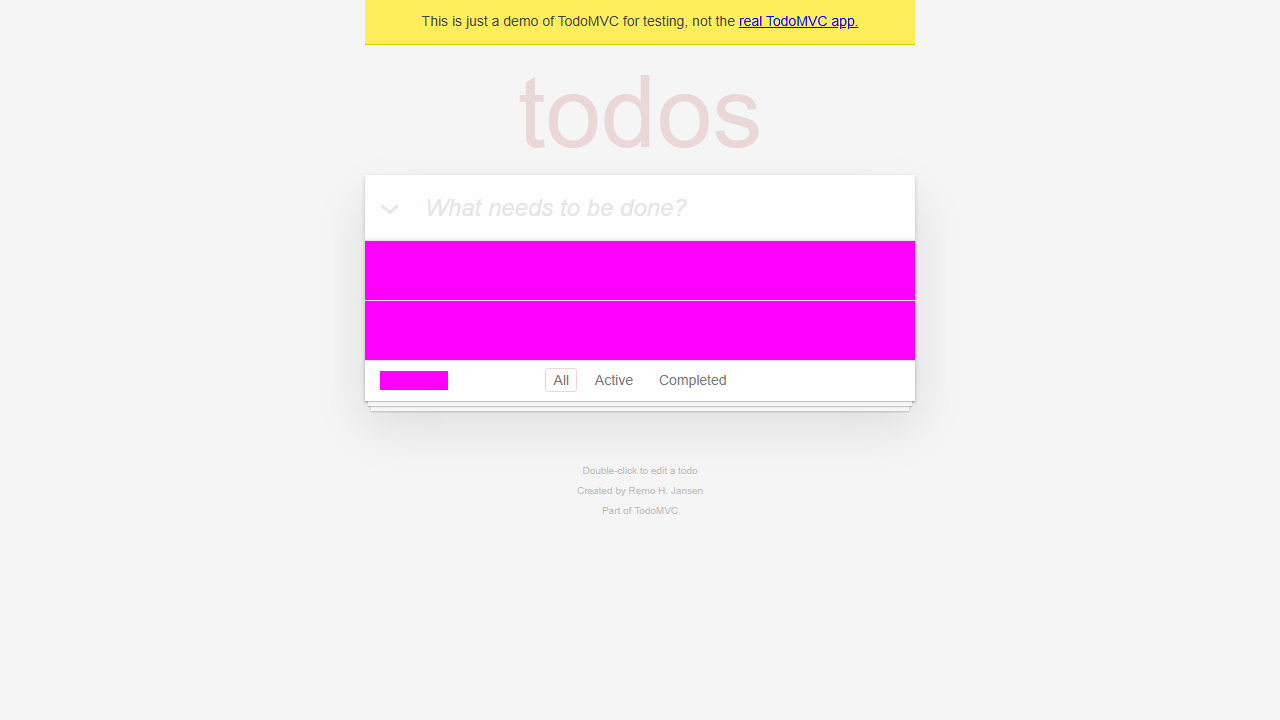 This is just a demo of TodoMVC for testing, not the real TodoMVC app.
todos
What needs to be done?
All Active Completed
Double-click to edit a todo
Created by Remo H. Jansen
Part of TodoMVC